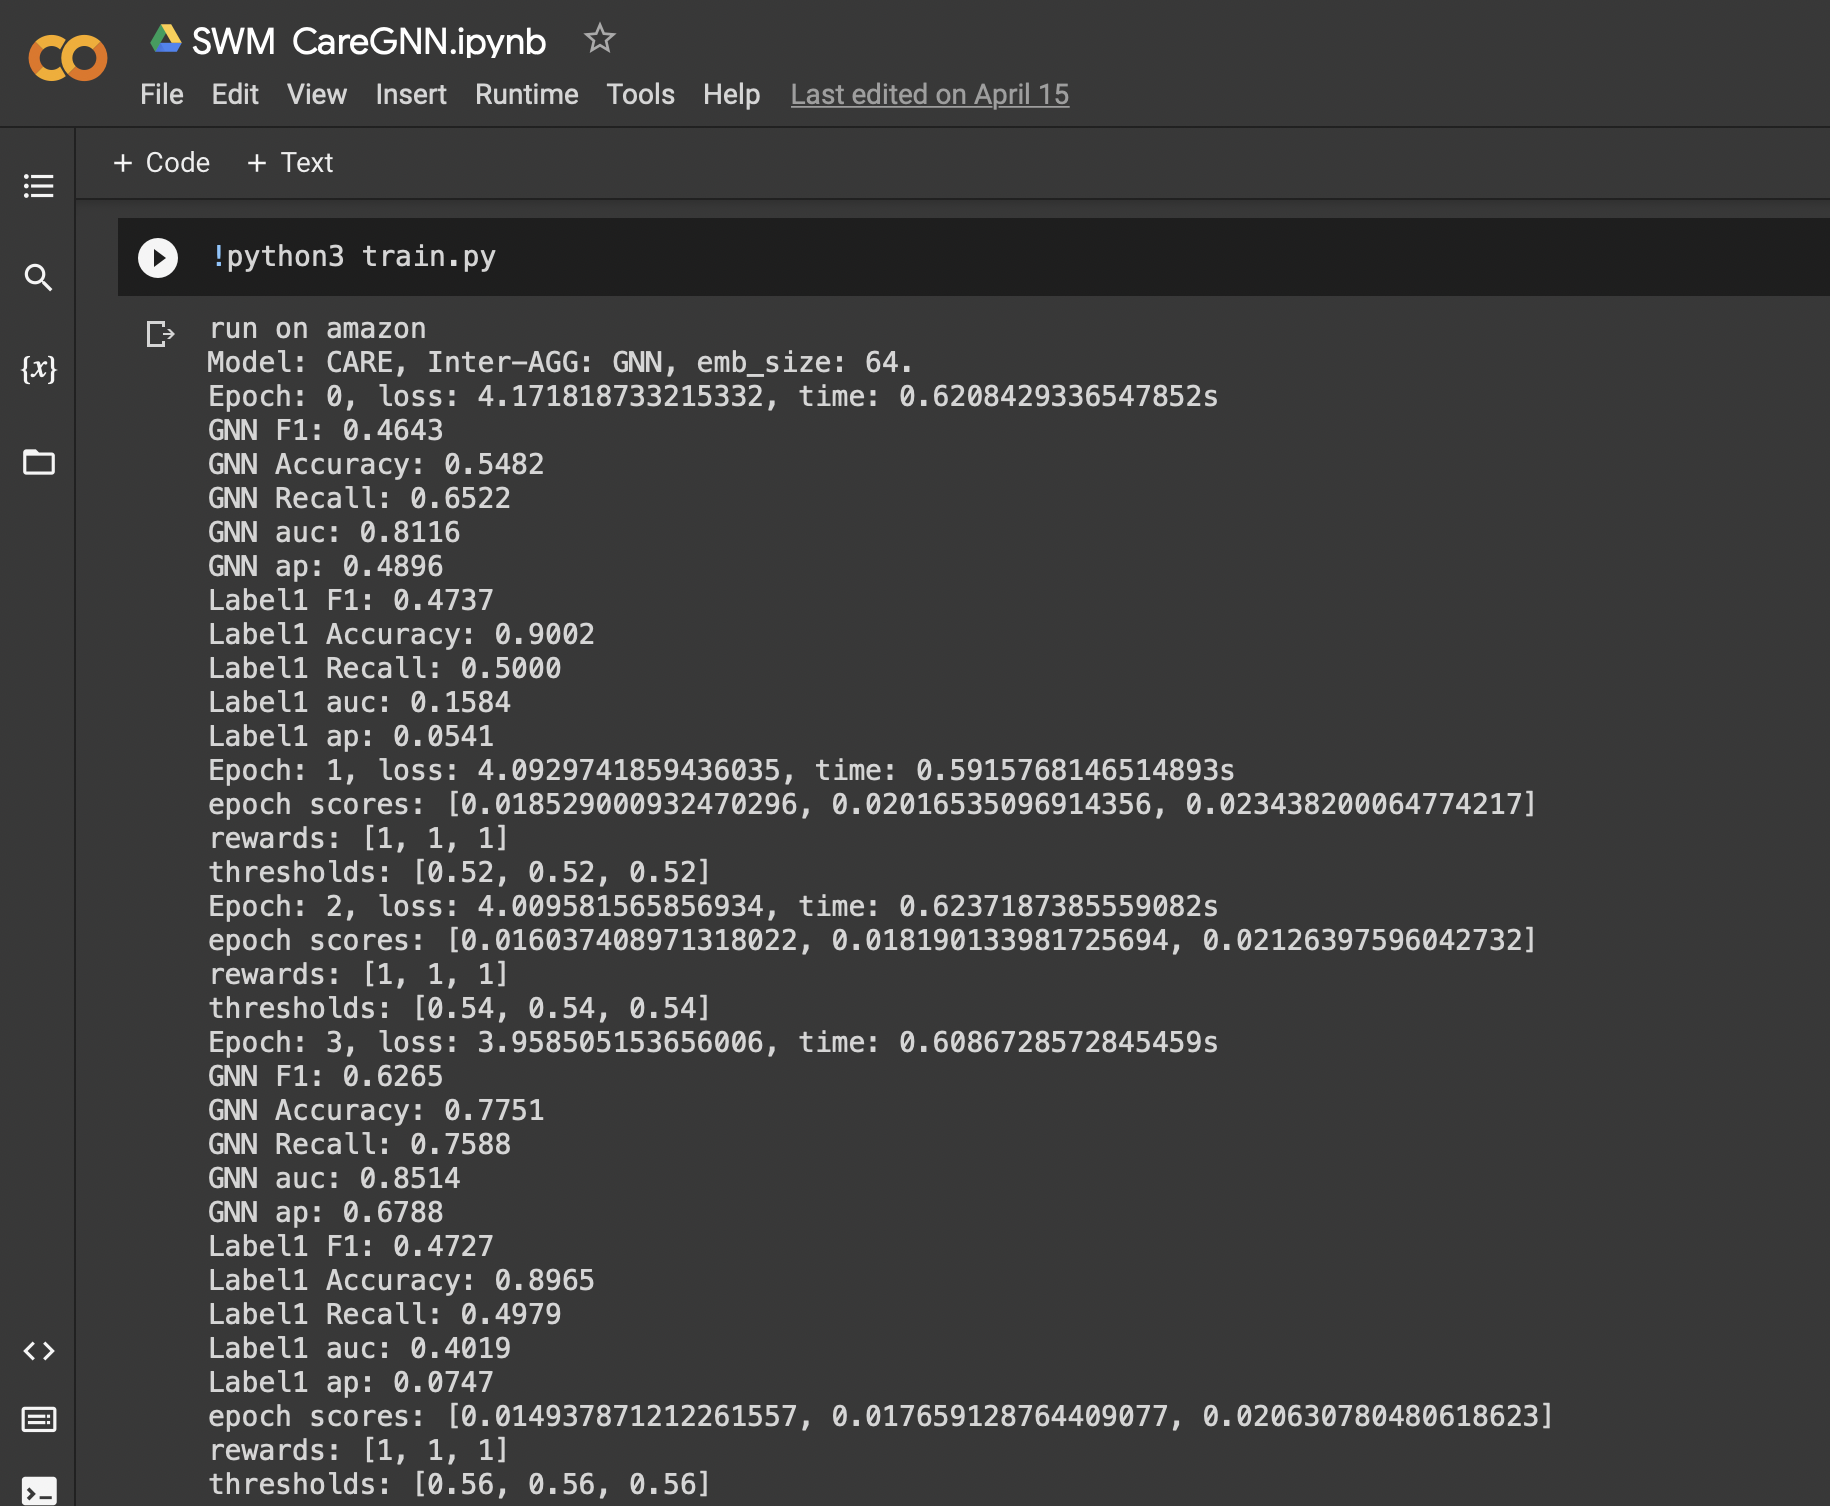 SWM CareGNN.ipynb
File Edit View Insert Runtime Tools Help Last edited on April 15
+ Code + Text
{x}
!python3 train.py
run on amazon
Model: CARE, Inter-AGG: GNN, emb_size: 64.
Epoch: 0, loss: 4.171818733215332, time: 0.6208429336547852s
GNN F1: 0.4643
GNN Accuracy: 0.5482
GNN Recall: 0.6522
GNN auc: 0.8116
GNN ap: 0.4896
Label1 F1: 0.4737
Label1 Accuracy: 0.9002
Label1 Recall: 0.5000
Label1 auc: 0.1584
Label1 ap: 0.0541
Epoch: 1, loss: 4.0929741859436035, time: 0.5915768146514893s
epoch scores: [0.018529000932470296, 0.02016535096914356, 0.023438200064774217]
rewards: [1, 1, 1]
thresholds: [0.52, 0.52, 0.52]
Epoch: 2, loss: 4.009581565856934, time: 0.6237187385559082s
epoch scores: [0.016037408971318022, 0.018190133981725694, 0.02126397596042732]
rewards: [1, 1, 1]
thresholds: [0.54, 0.54, 0.54]
Epoch: 3, loss: 3.958505153656006, time: 0.6086728572845459s
GNN F1: 0.6265
GNN Accuracy: 0.7751
GNN Recall: 0.7588
GNN auc: 0.8514
GNN ap: 0.6788
Label1 F1: 0.4727
Label1 Accuracy: 0.8965
Label1 Recall: 0.4979
Label1 auc: 0.4019
Label1 ap: 0.0747
epoch scores: [0.014937871212261557, 0.017659128764409077, 0.020630780480618623]
rewards: [1, 1, 1]
thresholds: [0.56, 0.56, 0.56]